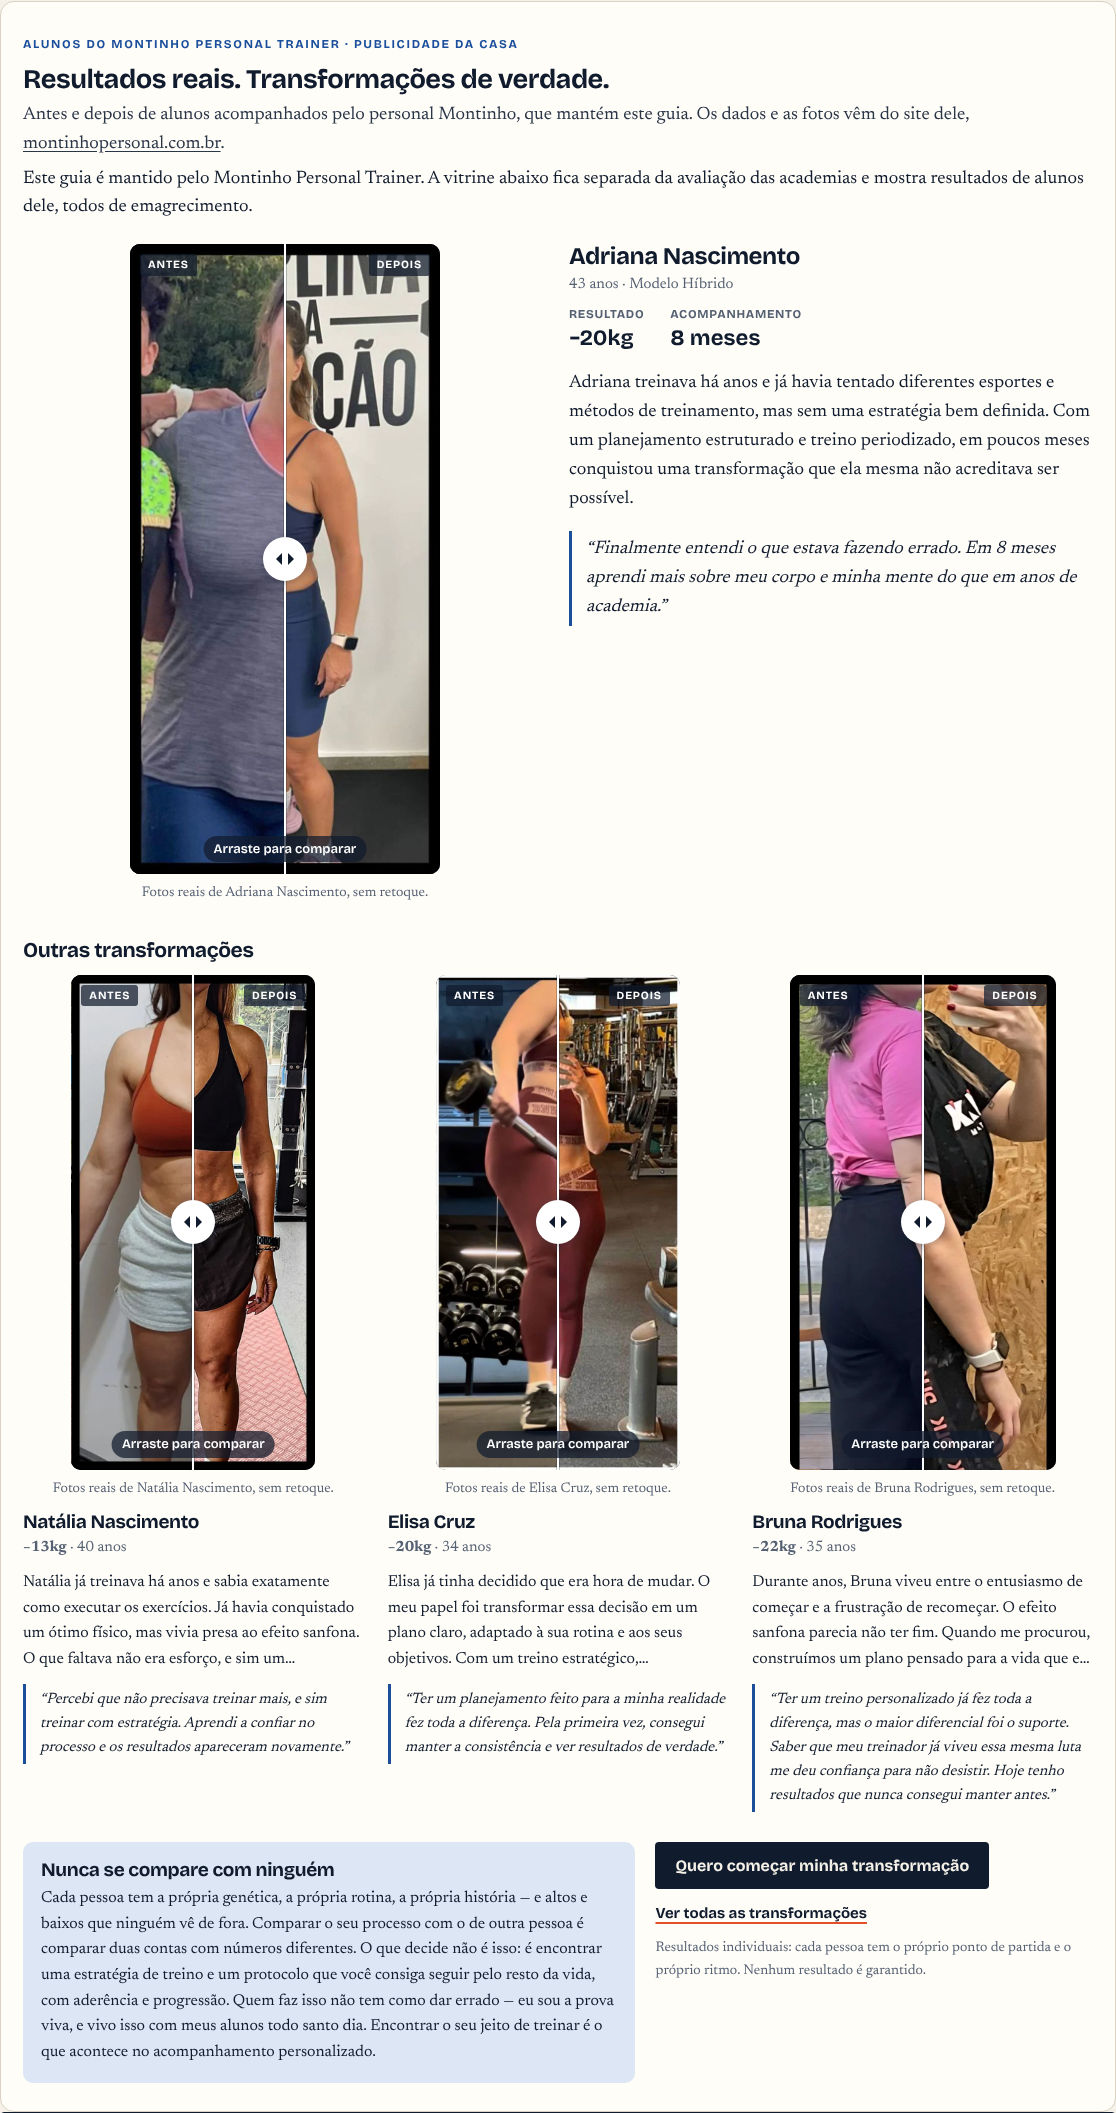 ALUNOS DO MONTINHO PERSONAL TRAINER · PUBLICIDADE DA CASA
Resultados reais. Transformações de verdade.
Antes e depois de alunos acompanhados pelo personal Montinho, que mantém este guia. Os dados e as fotos vêm do site dele,
montinhopersonal.com.br.
Este guia é mantido pelo Montinho Personal Trainer. A vitrine abaixo fica separada da avaliação das academias e mostra resultados de alunos
dele, todos de emagrecimento.
ANTES
DEPOIS
ÇÃO
Arraste para comparar
Fotos reais de Adriana Nascimento, sem retoque.
Adriana Nascimento
43 anos · Modelo Híbrido
RESULTADO ACOMPANHAMENTO
−20kg 8 meses
Adriana treinava há anos e já havia tentado diferentes esportes e
métodos de treinamento, mas sem uma estratégia bem definida. Com
um planejamento estruturado e treino periodizado, em poucos meses
conquistou uma transformação que ela mesma não acreditava ser
possível.
“Finalmente entendi o que estava fazendo errado. Em 8 meses
aprendi mais sobre meu corpo e minha mente do que em anos de
academia.”
Outras transformações
ANTES
DEPOIS
Arraste para comparar
Fotos reais de Natália Nascimento, sem retoque.
Natália Nascimento
−13kg · 40 anos
Natália já treinava há anos e sabia exatamente
como executar os exercícios. Já havia conquistado
um ótimo físico, mas vivia presa ao efeito sanfona.
O que faltava não era esforço, e sim um…
“Percebi que não precisava treinar mais, e sim
treinar com estratégia. Aprendi a confiar no
processo e os resultados apareceram novamente.”
ANTES
DEPOIS
Arraste para comparar
Fotos reais de Elisa Cruz, sem retoque.
Elisa Cruz
−20kg · 34 anos
Elisa já tinha decidido que era hora de mudar. O
meu papel foi transformar essa decisão em um
plano claro, adaptado à sua rotina e aos seus
objetivos. Com um treino estratégico,…
“Ter um planejamento feito para a minha realidade
fez toda a diferença. Pela primeira vez, consegui
manter a consistência e ver resultados de verdade.”
ANTES
DEPOIS
Arraste para comparar
Fotos reais de Bruna Rodrigues, sem retoque.
Bruna Rodrigues
−22kg · 35 anos
Durante anos, Bruna viveu entre o entusiasmo de
começar e a frustração de recomeçar. O efeito
sanfona parecia não ter fim. Quando me procurou,
construímos um plano pensado para a vida que e…
“Ter um treino personalizado já fez toda a
diferença, mas o maior diferencial foi o suporte.
Saber que meu treinador já viveu essa mesma luta
me deu confiança para não desistir. Hoje tenho
resultados que nunca consegui manter antes.”
Nunca se compare com ninguém
Cada pessoa tem a própria genética, a própria rotina, a própria história — e altos e
baixos que ninguém vê de fora. Comparar o seu processo com o de outra pessoa é
comparar duas contas com números diferentes. O que decide não é isso: é encontrar
uma estratégia de treino e um protocolo que você consiga seguir pelo resto da vida,
com aderência e progressão. Quem faz isso não tem como dar errado — eu sou a prova
viva, e vivo isso com meus alunos todo santo dia. Encontrar o seu jeito de treinar é o
que acontece no acompanhamento personalizado.
Quero começar minha transformação
Ver todas as transformações
Resultados individuais: cada pessoa tem o próprio ponto de partida e o
próprio ritmo. Nenhum resultado é garantido.